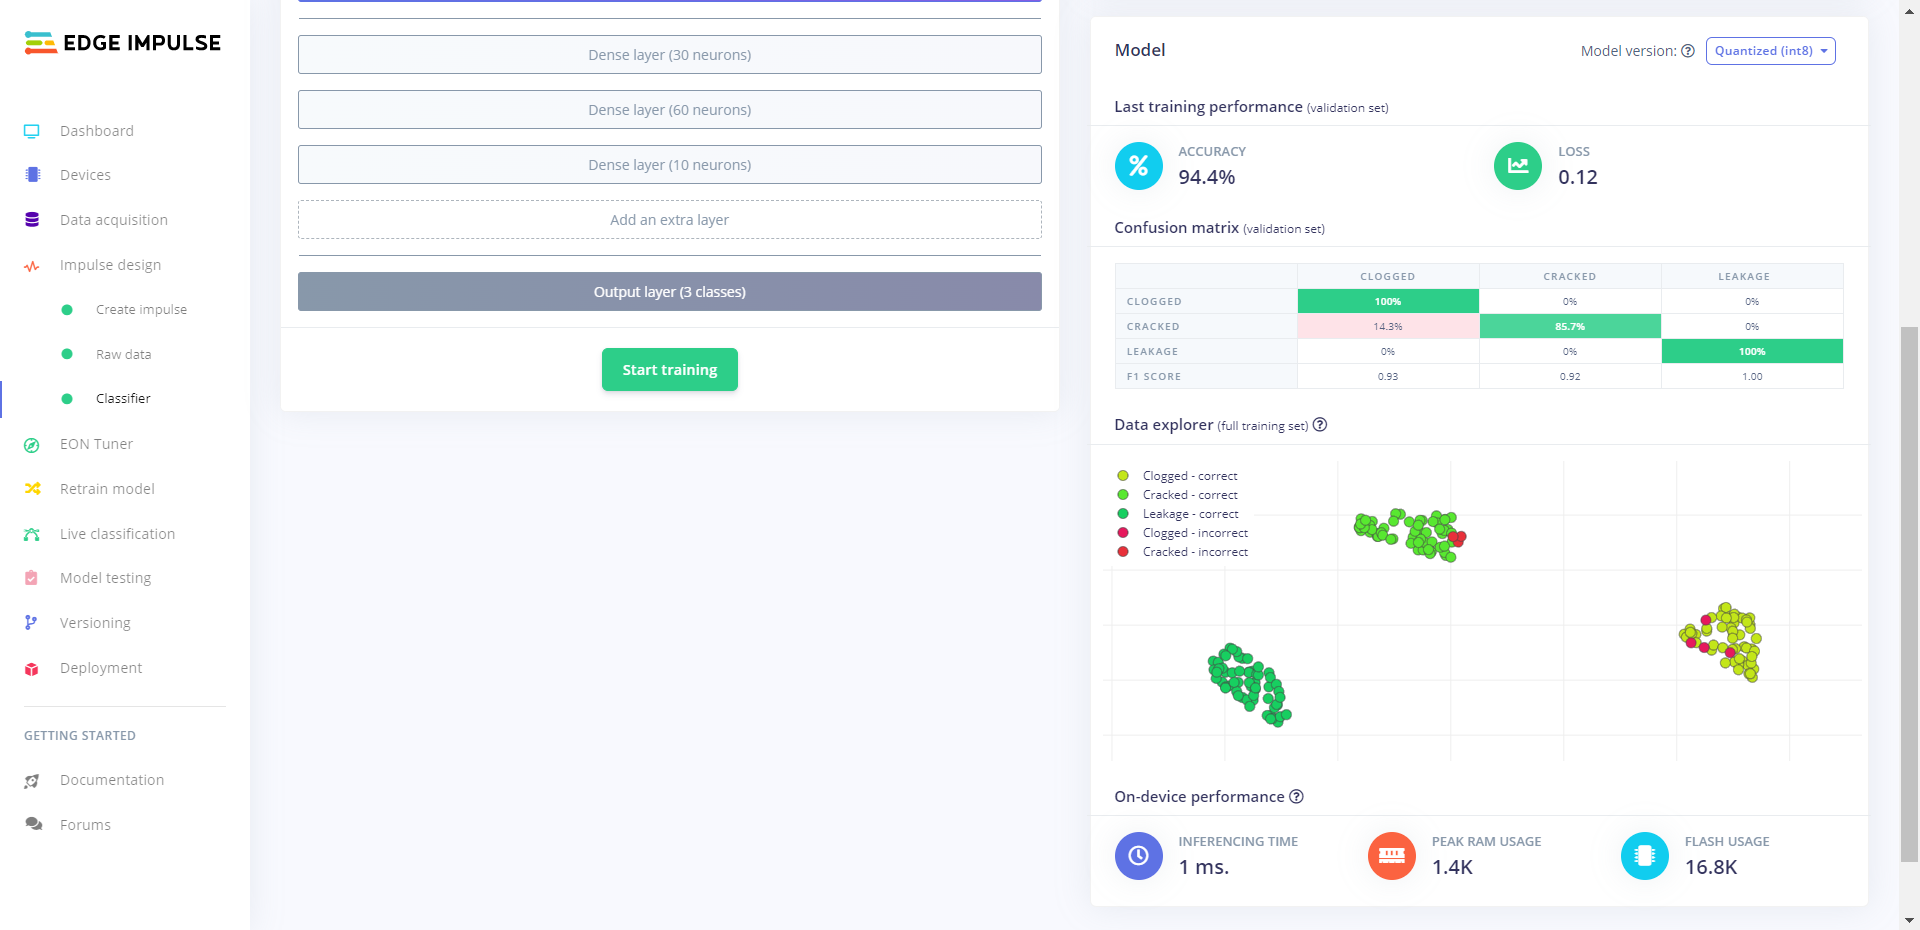 EDGE IMPULSE
Dashboard
Devices
Data acquisition
Impulse design
Create impulse
Raw data
Classifier
EON Tuner
Retrain model
Live classification
Model testing
Versioning
Deployment
GETTING STARTED
Documentation
Forums
Dense layer (30 neurons)
Dense layer (60 neurons)
Dense layer (10 neurons)
Add an extra layer
Output layer (3 classes)
Start training
Model
Model version: ? Quantized (int8)
Last training performance (validation set)
% ACCURACY
94.4%
LOSS
0.12
Confusion matrix (validation set)
CLOGGED CRACKED LEAKAGE
CLOGGED 100% 0% 0%
CRACKED 14.3% 85.7% 0%
LEAKAGE 0% 0% 100%
F1 SCORE 0.93 0.92 1.00
Data explorer (full training set) ?
Clogged - correct
Cracked - correct
Leakage - correct
Clogged - incorrect
Cracked - incorrect
On-device performance ?
INFERENCING TIME
1 ms.
PEAK RAM USAGE
1.4K
FLASH USAGE
16.8K